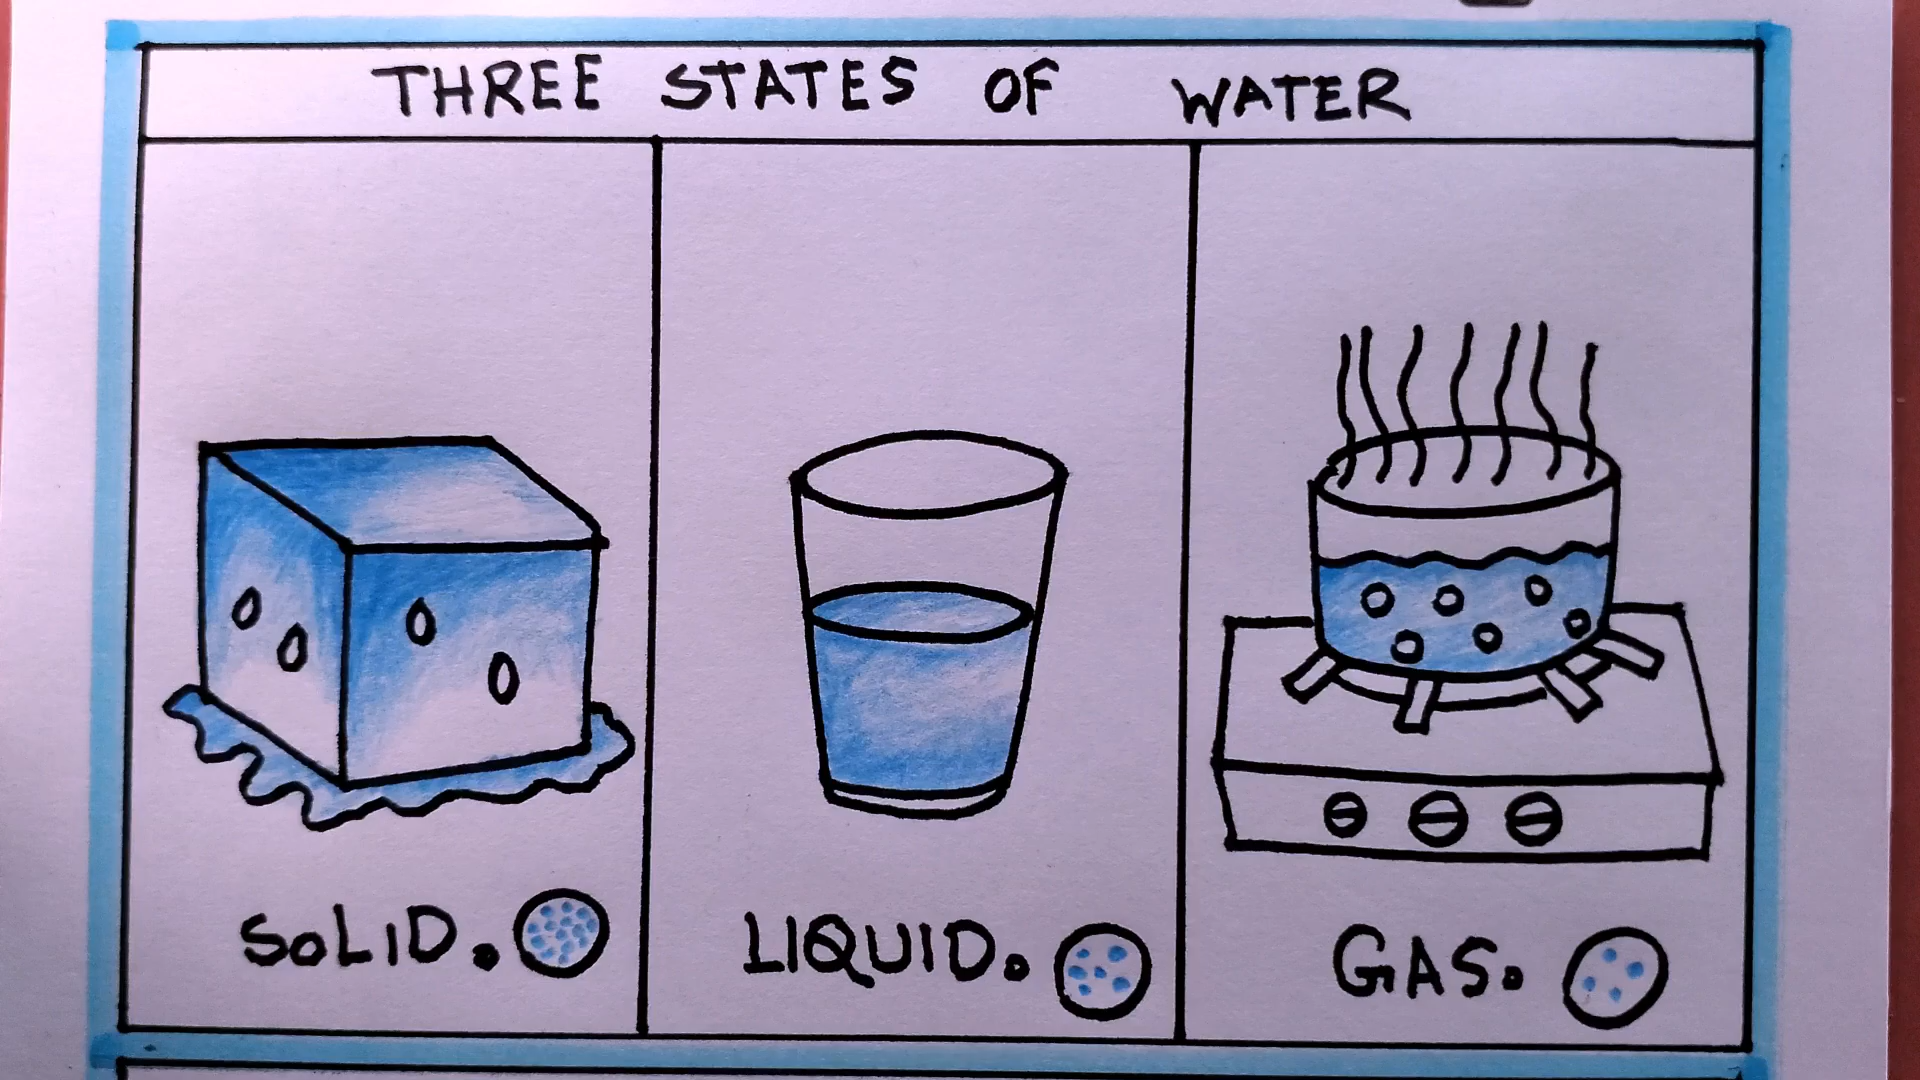 THREE STATES OF WATER
SOLID.
LIQUID.
GAS.